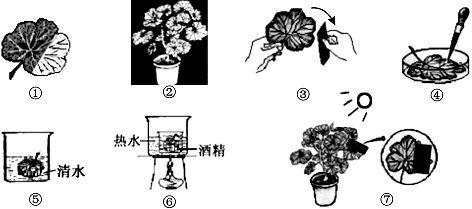 ① ② ③ ④
清水
热水
酒精
⑤ ⑥ ⑦